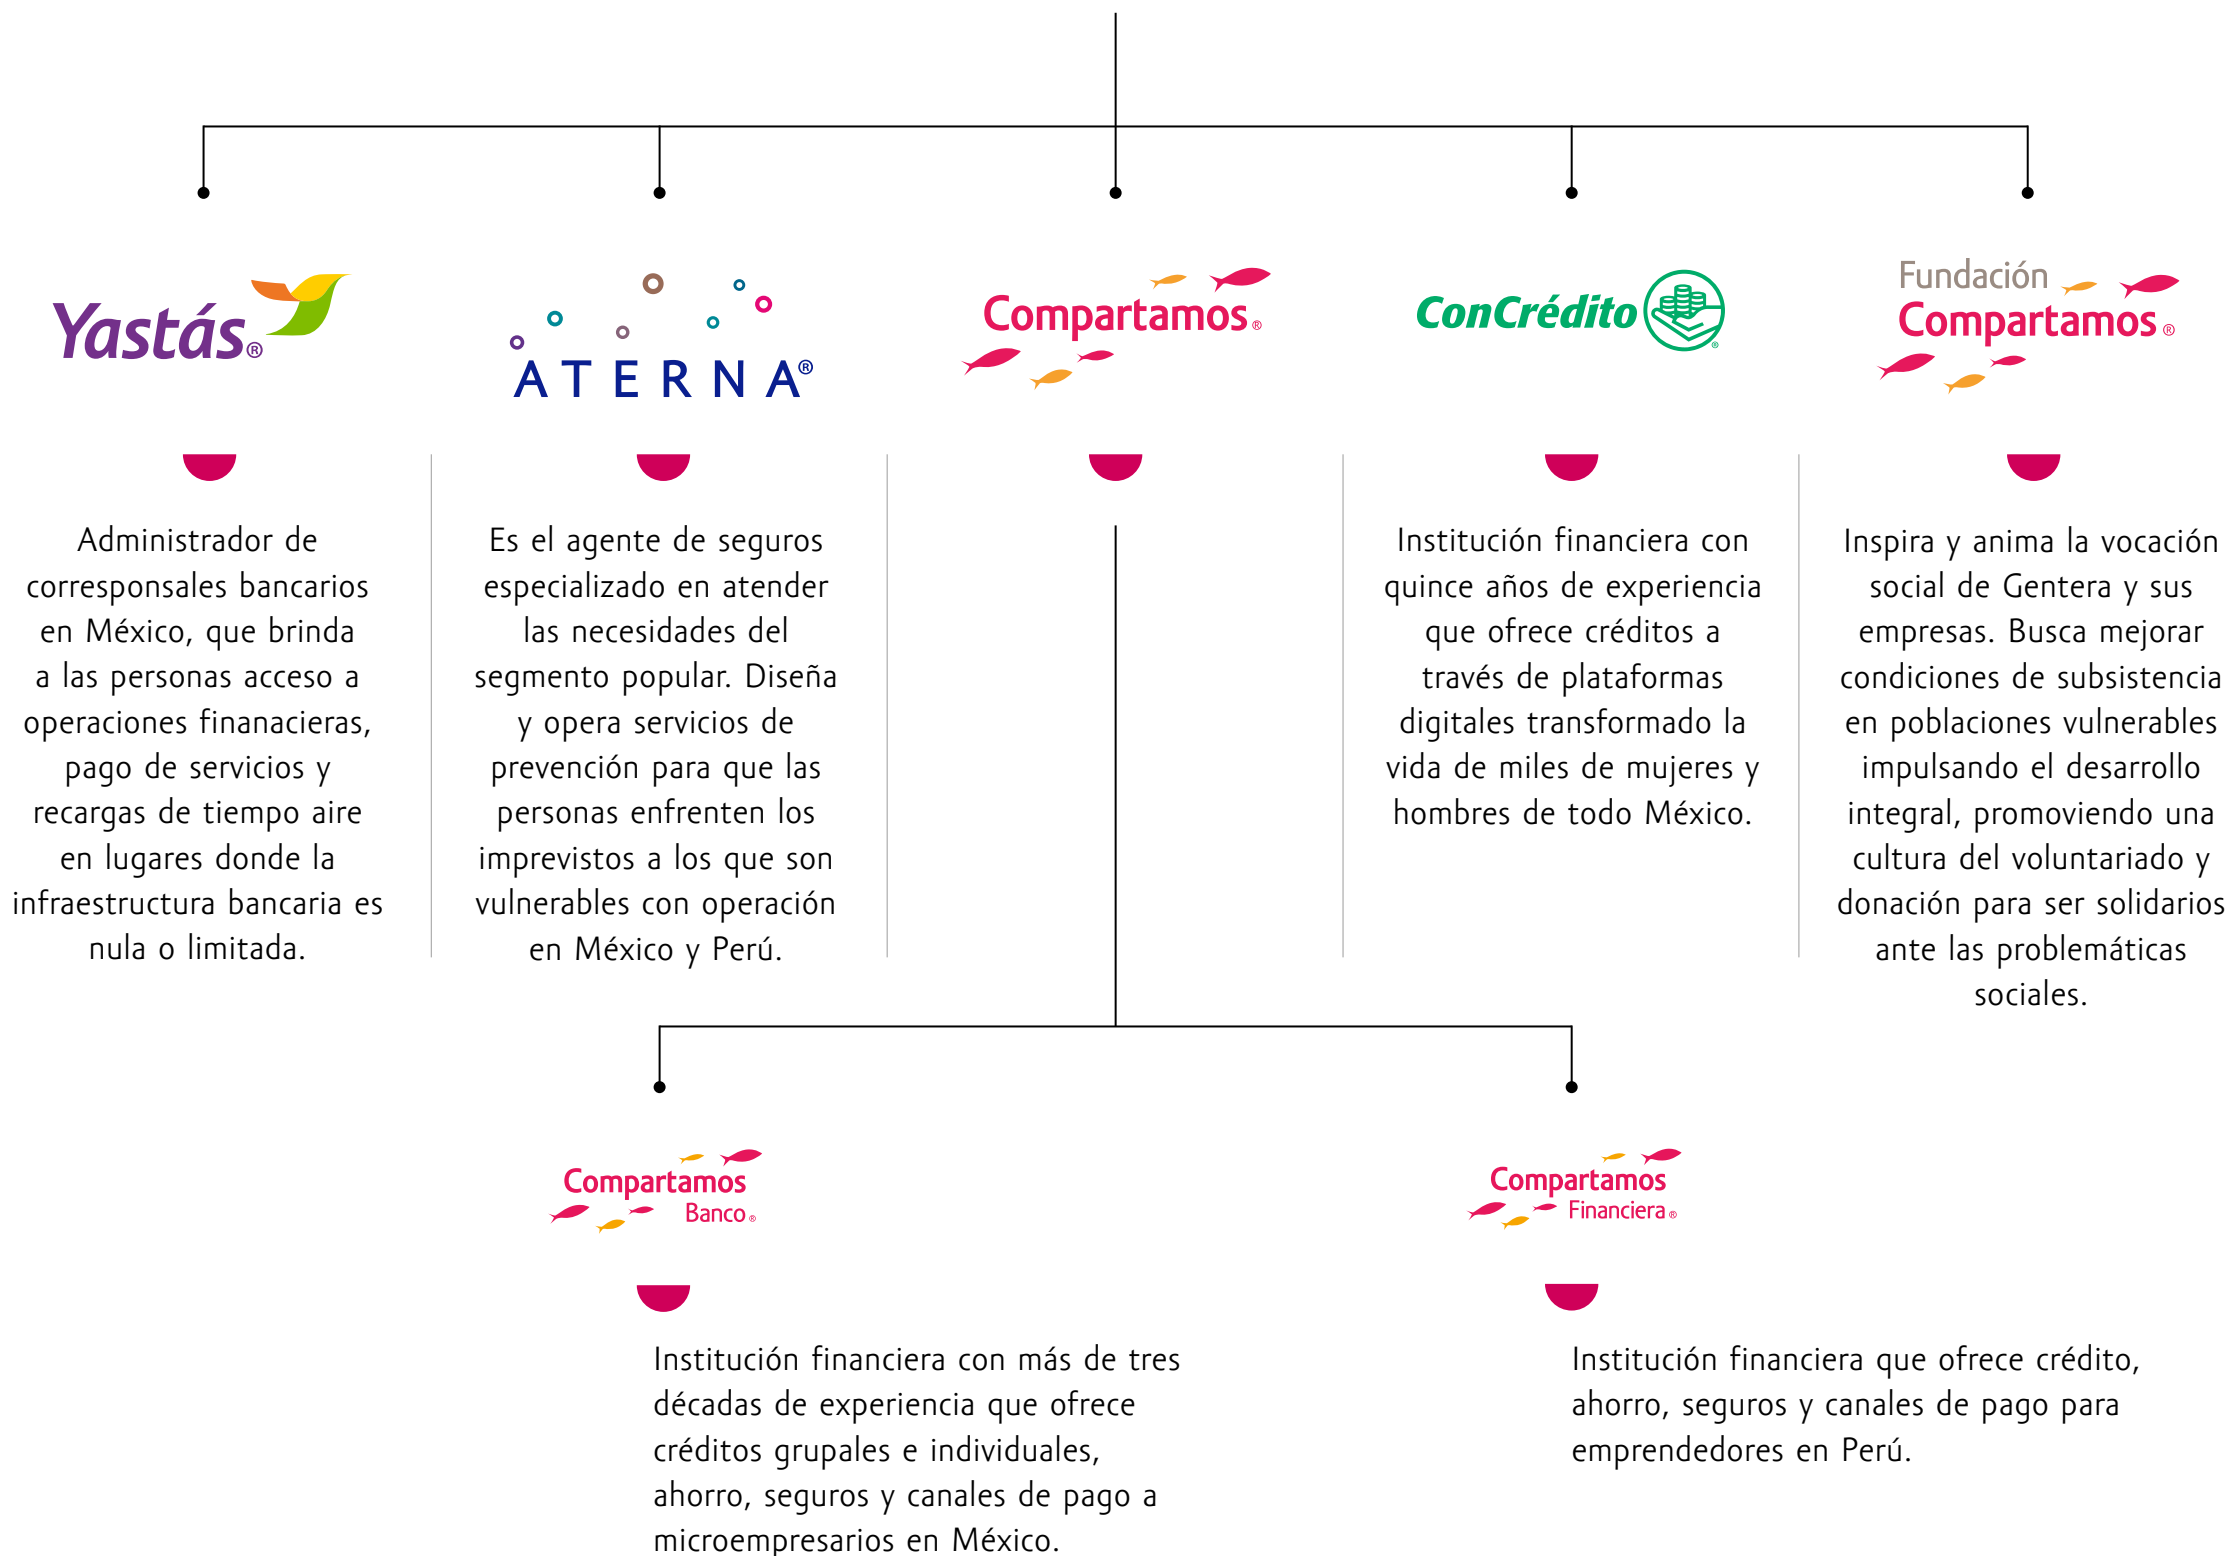 Yastás®
ATERNA®
Compartamos®
ConCrédito®
Fundación
Compartamos®
Administrador de
corresponsales bancarios
en México, que brinda
a las personas acceso a
operaciones finanacieras,
pago de servicios y
recargas de tiempo aire
en lugares donde la
infraestructura bancaria es
nula o limitada.
Es el agente de seguros
especializado en atender
las necesidades del
segmento popular. Diseña
y opera servicios de
prevención para que las
personas enfrenten los
imprevistos a los que son
vulnerables con operación
en México y Perú.
Institución financiera con
quince años de experiencia
que ofrece créditos a
través de plataformas
digitales transformado la
vida de miles de mujeres y
hombres de todo México.
Inspira y anima la vocación
social de Gentera y sus
empresas. Busca mejorar
condiciones de subsistencia
en poblaciones vulnerables
impulsando el desarrollo
integral, promoviendo una
cultura del voluntariado y
donación para ser solidarios
ante las problemáticas
sociales.
Compartamos
Banco®
Institución financiera con más de tres
décadas de experiencia que ofrece
créditos grupales e individuales,
ahorro, seguros y canales de pago a
microempresarios en México.
Compartamos
Financiera®
Institución financiera que ofrece crédito,
ahorro, seguros y canales de pago para
emprendedores en Perú.